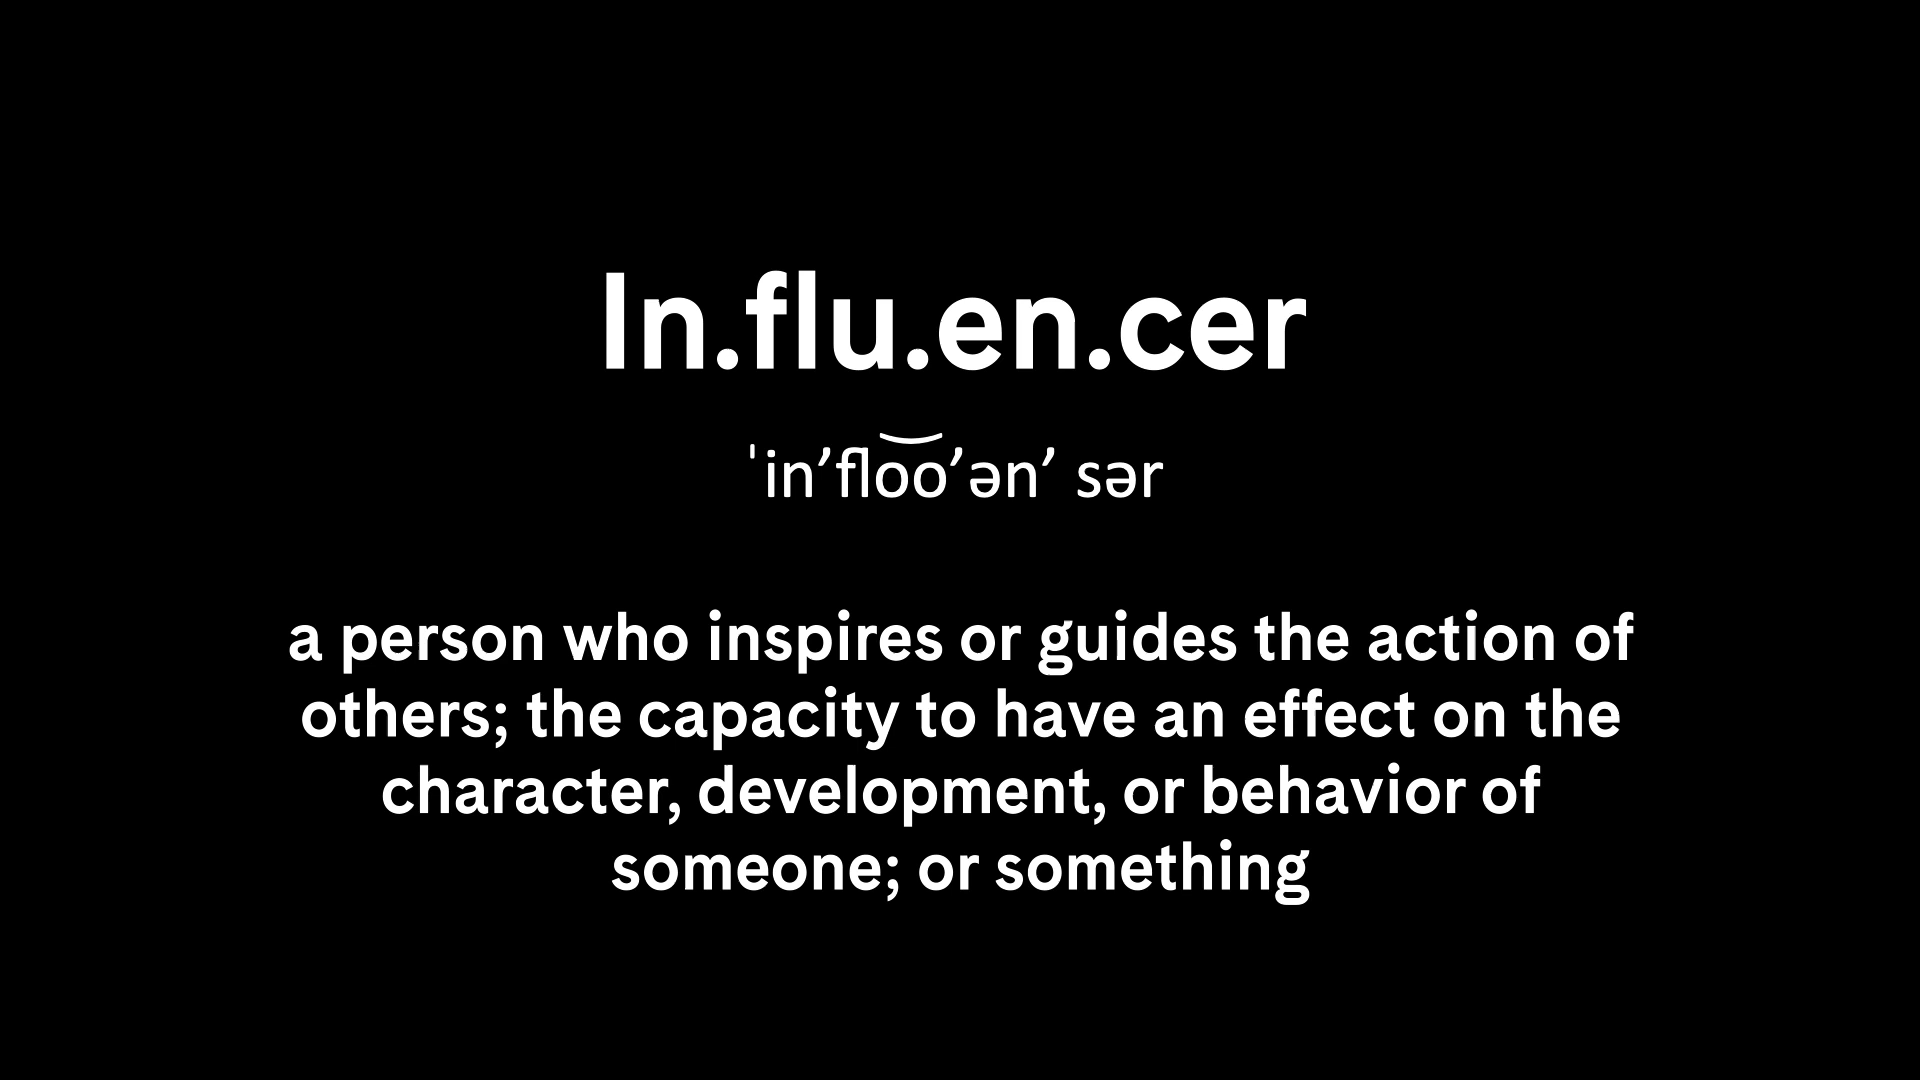 In.flu.en.cer
ˈin’flo͝o’ən’ sər
a person who inspires or guides the action of
others; the capacity to have an effect on the
character, development, or behavior of
someone; or something